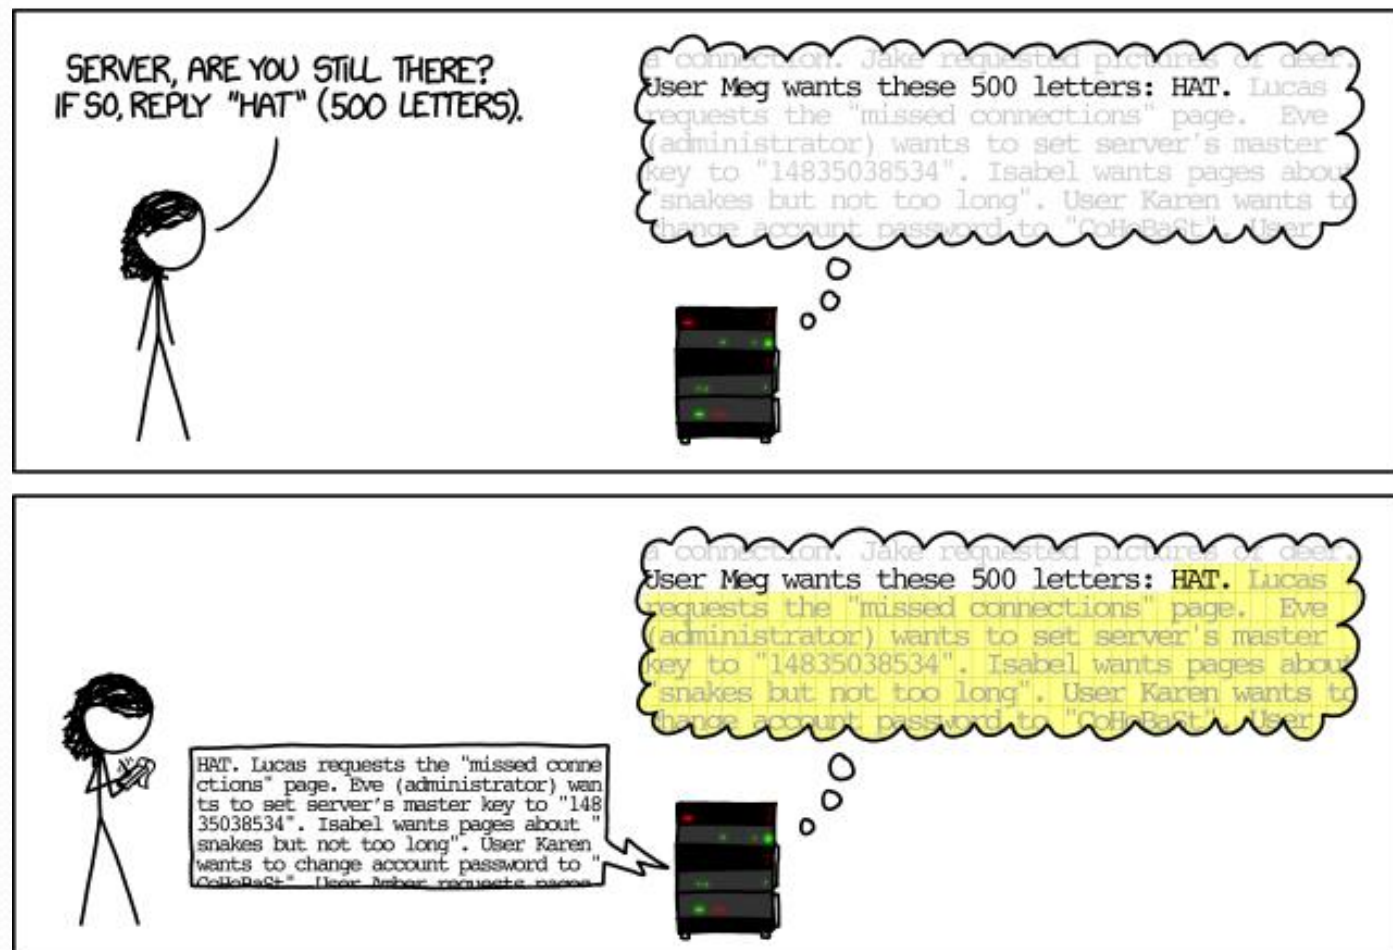 SERVER, ARE YOU STILL THERE?
IF SO, REPLY "HAT" (500 LETTERS).
a connection. Jake requested pictures of deer.
User Meg wants these 500 letters: HAT. Lucas
requests the "missed connections" page. Eve
(administrator) wants to set server's master
key to "14835038534". Isabel wants pages about
"snakes but not too long". User Karen wants to
change account password to "CoHoBaSt". User
a connection. Jake requested pictures of deer.
User Meg wants these 500 letters: HAT. Lucas
requests the "missed connections" page. Eve
(administrator) wants to set server's master
key to "14835038534". Isabel wants pages about
"snakes but not too long". User Karen wants to
change account password to "CoHoBaSt". User
HAT. Lucas requests the "missed conne
ctions" page. Eve (administrator) wan
ts to set server's master key to "148
35038534". Isabel wants pages about "
snakes but not too long". User Karen
wants to change account password to "
CoHoBaSt". User Amber requests pages